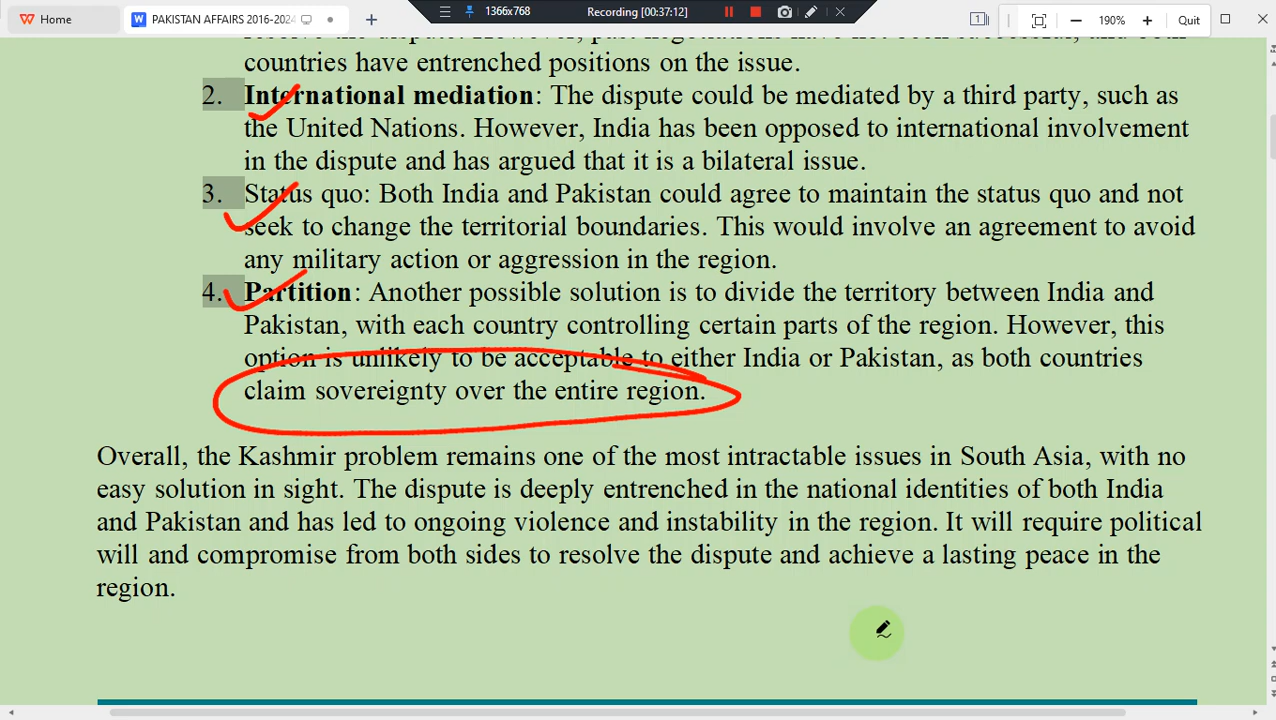 Home
PAKISTAN AFFAIRS 2016-2024
1366x768
Recording [00:37:12]
190%
Quit
countries have entrenched positions on the issue.
2. International mediation: The dispute could be mediated by a third party, such as
the United Nations. However, India has been opposed to international involvement
in the dispute and has argued that it is a bilateral issue.
3. Status quo: Both India and Pakistan could agree to maintain the status quo and not
seek to change the territorial boundaries. This would involve an agreement to avoid
any military action or aggression in the region.
4. Partition: Another possible solution is to divide the territory between India and
Pakistan, with each country controlling certain parts of the region. However, this
option is unlikely to be acceptable to either India or Pakistan, as both countries
claim sovereignty over the entire region.
Overall, the Kashmir problem remains one of the most intractable issues in South Asia, with no
easy solution in sight. The dispute is deeply entrenched in the national identities of both India
and Pakistan and has led to ongoing violence and instability in the region. It will require political
will and compromise from both sides to resolve the dispute and achieve a lasting peace in the
region.